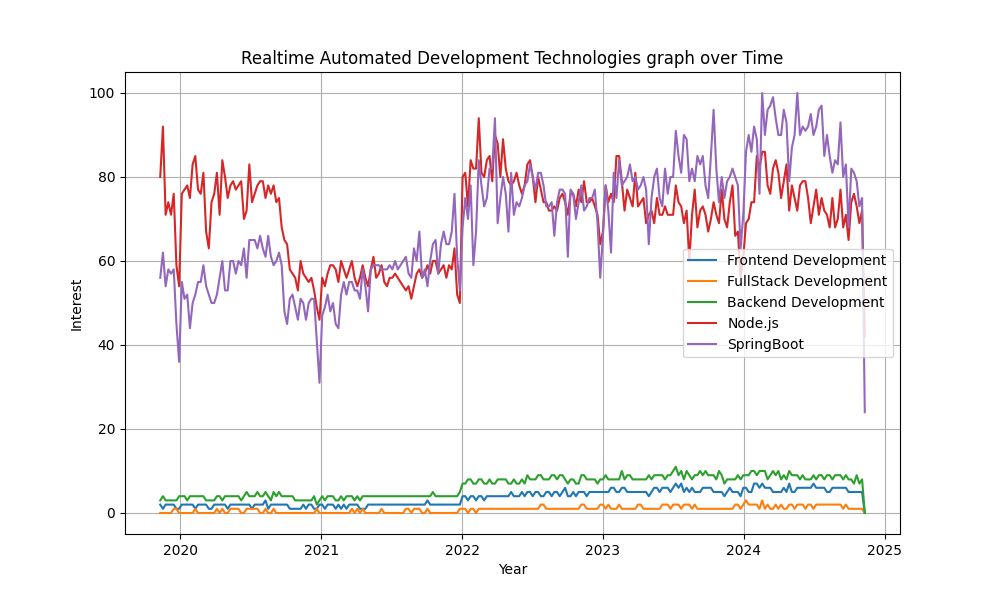 Realtime Automated Development Technologies graph over Time
100
80
60
40
20
0
Interest
Frontend Development
FullStack Development
Backend Development
Node.js
SpringBoot
2020 2021 2022 2023 2024 2025
Year